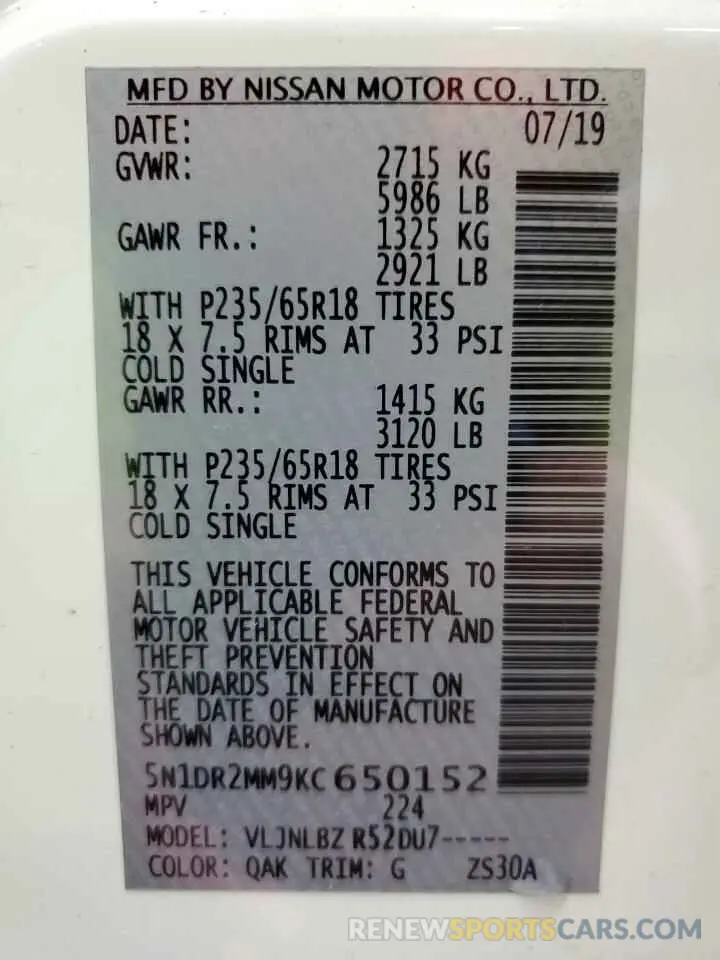 MFD BY NISSAN MOTOR CO., LTD.
DATE: 07/19
GVWR: 2715 KG
5986 LB
GAWR FR.: 1325 KG
2921 LB
WITH P235/65R18 TIRES
18 X 7.5 RIMS AT 33 PSI
COLD SINGLE
GAWR RR.: 1415 KG
3120 LB
WITH P235/65R18 TIRES
18 X 7.5 RIMS AT 33 PSI
COLD SINGLE
THIS VEHICLE CONFORMS TO
ALL APPLICABLE FEDERAL
MOTOR VEHICLE SAFETY AND
THEFT PREVENTION
STANDARDS IN EFFECT ON
THE DATE OF MANUFACTURE
SHOWN ABOVE.
5N1DR2MM9KC650152
MPV 224
MODEL: VLJNLBZ R52DU7-----
COLOR: QAK TRIM: G ZS30A
RENEWSPORTSCARS.COM